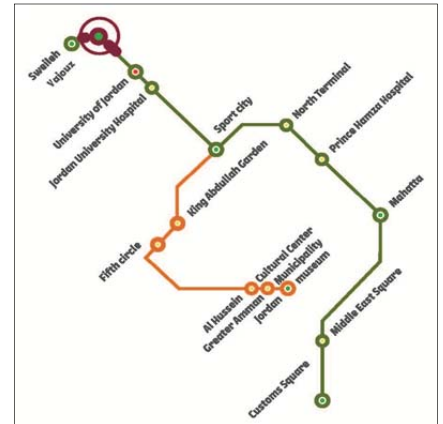 Sweileh
Vajouz
University of Jordan
Jordan University Hospital
Sport city
North Terminal
Prince Hamza Hospital
Mahatta
Middle East Square
Customs Square
King Abdullah Garden
Fifth circle
Al Hussein Cultural Center
Greater Amman Municipality
Jordan museum